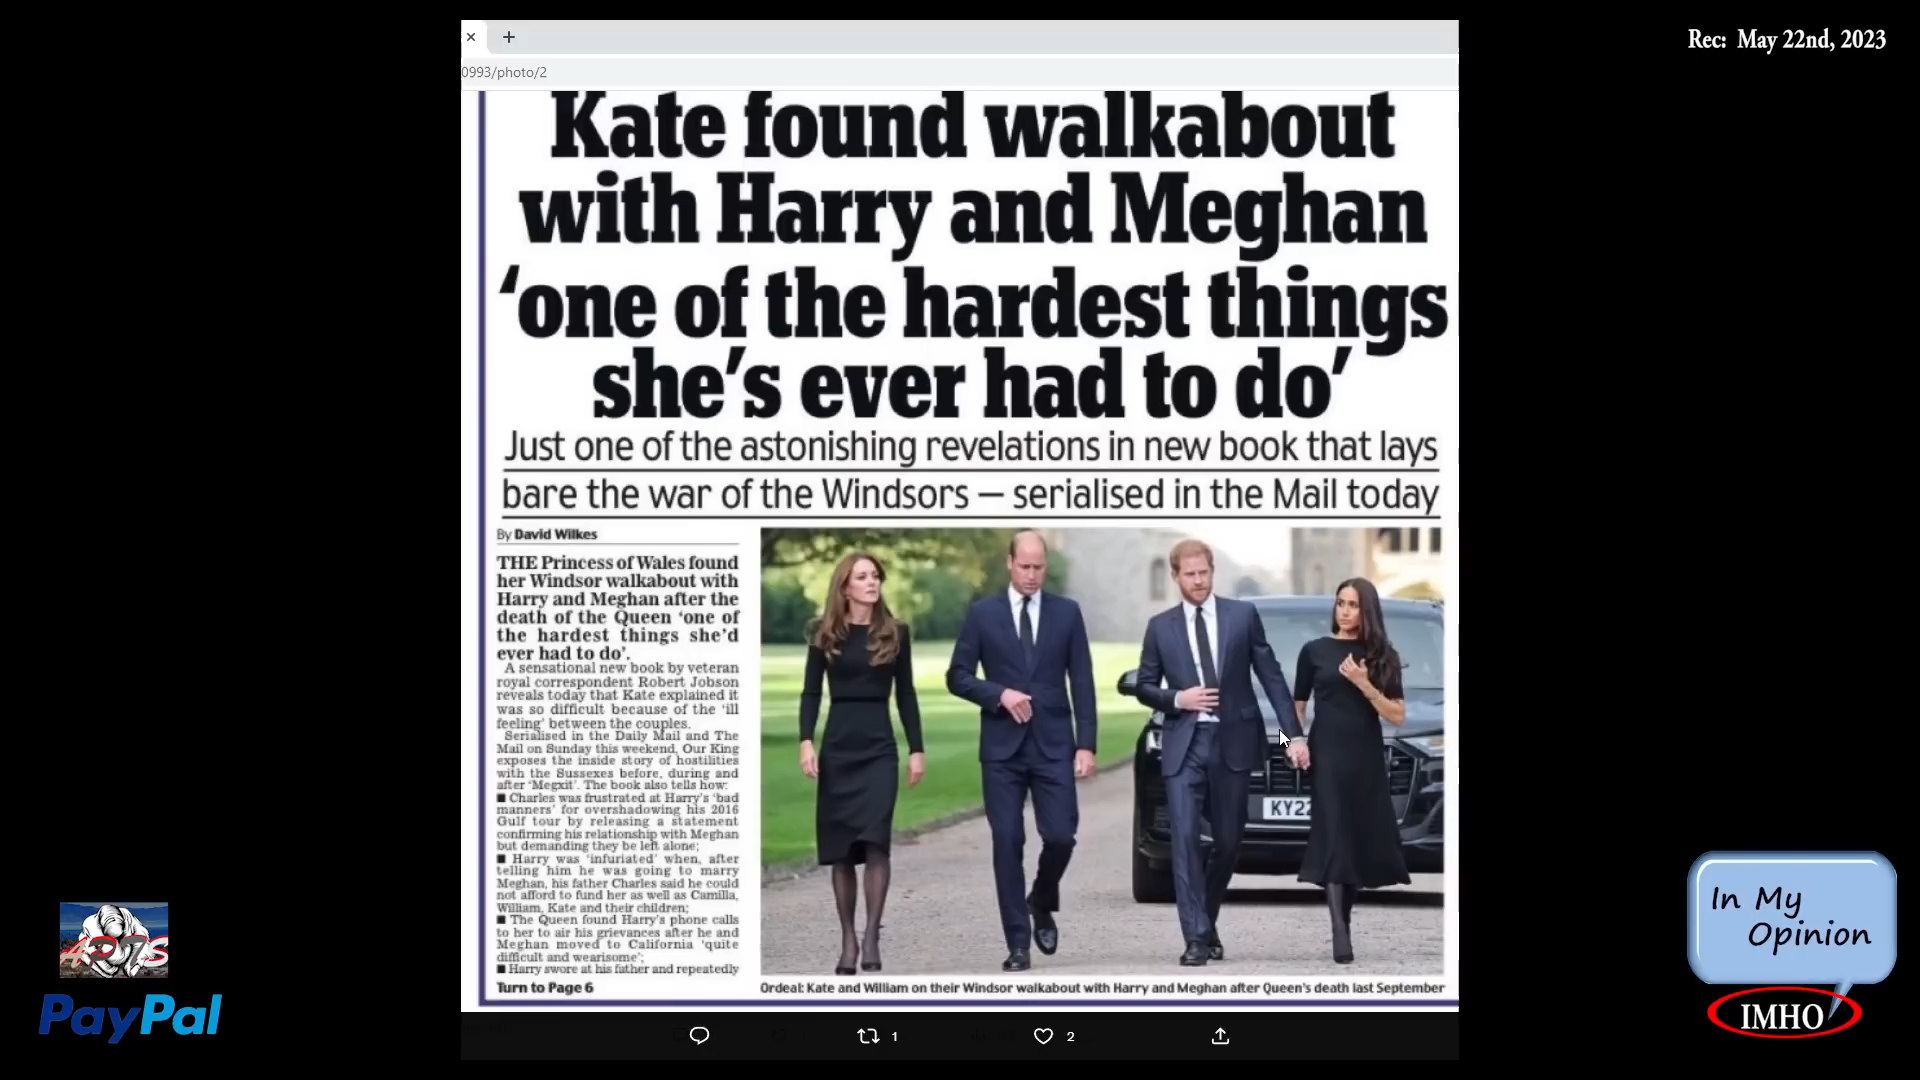 Rec: May 22nd, 2023
0993/photo/2
Kate found walkabout
with Harry and Meghan
‘one of the hardest things
she’s ever had to do’
Just one of the astonishing revelations in new book that lays
bare the war of the Windsors — serialised in the Mail today
By David Wilkes
THE Princess of Wales found
her Windsor walkabout with
Harry and Meghan after the
death of the Queen ‘one of
the hardest things she’d
ever had to do’.
A sensational new book by veteran
royal correspondent Robert Jobson
reveals today that Kate explained it
was so difficult because of the ‘ill
feeling’ between the couples.
Serialised in the Daily Mail and The
Mail on Sunday this weekend, Our King
exposes the inside story of hostilities
with the Sussexes before, during and
after ‘Megxit’. The book also tells how:
■ Charles was frustrated at Harry’s ‘bad
manners’ for overshadowing his 2016
Gulf tour by releasing a statement
confirming his relationship with Meghan
but demanding they be left alone;
■ Harry was ‘infuriated’ when, after
telling him he was going to marry
Meghan, his father Charles said he could
not afford to fund her as well as Camilla,
William, Kate and their children;
■ The Queen found Harry’s phone calls
to her to air his grievances after he and
Meghan moved to California ‘quite
difficult and wearisome’;
■ Harry swore at his father and repeatedly
Turn to Page 6
KY22
Ordeal: Kate and William on their Windsor walkabout with Harry and Meghan after Queen’s death last September
1
2
PayPal
In My
Opinion
IMHO